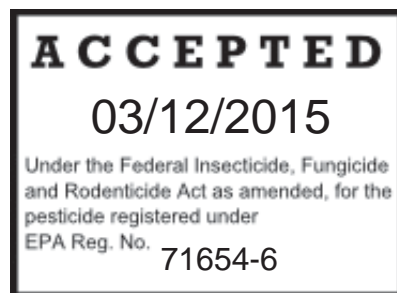 ACCEPTED
03/12/2015
Under the Federal Insecticide, Fungicide
and Rodenticide Act as amended, for the
pesticide registered under
EPA Reg. No. 71654-6